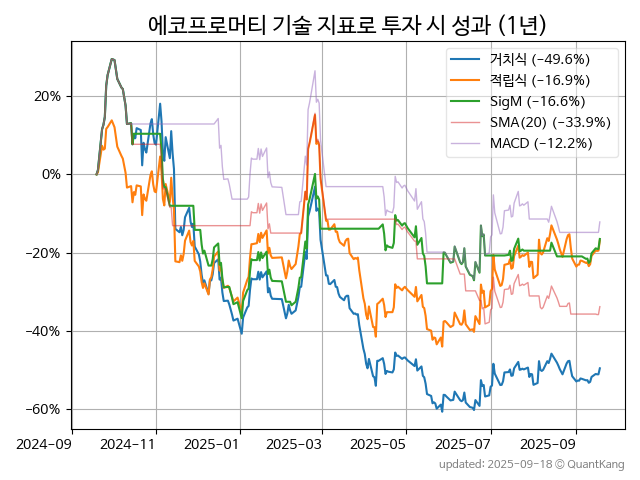 에코프로머티 기술 지표로 투자 시 성과 (1년)
거치식 (−49.6%)
적립식 (−16.9%)
SigM (−16.6%)
SMA(20) (−33.9%)
MACD (−12.2%)
20%
0%
−20%
−40%
−60%
2024-09 2024-11 2025-01 2025-03 2025-05 2025-07 2025-09
updated: 2025-09-18 © QuantKang